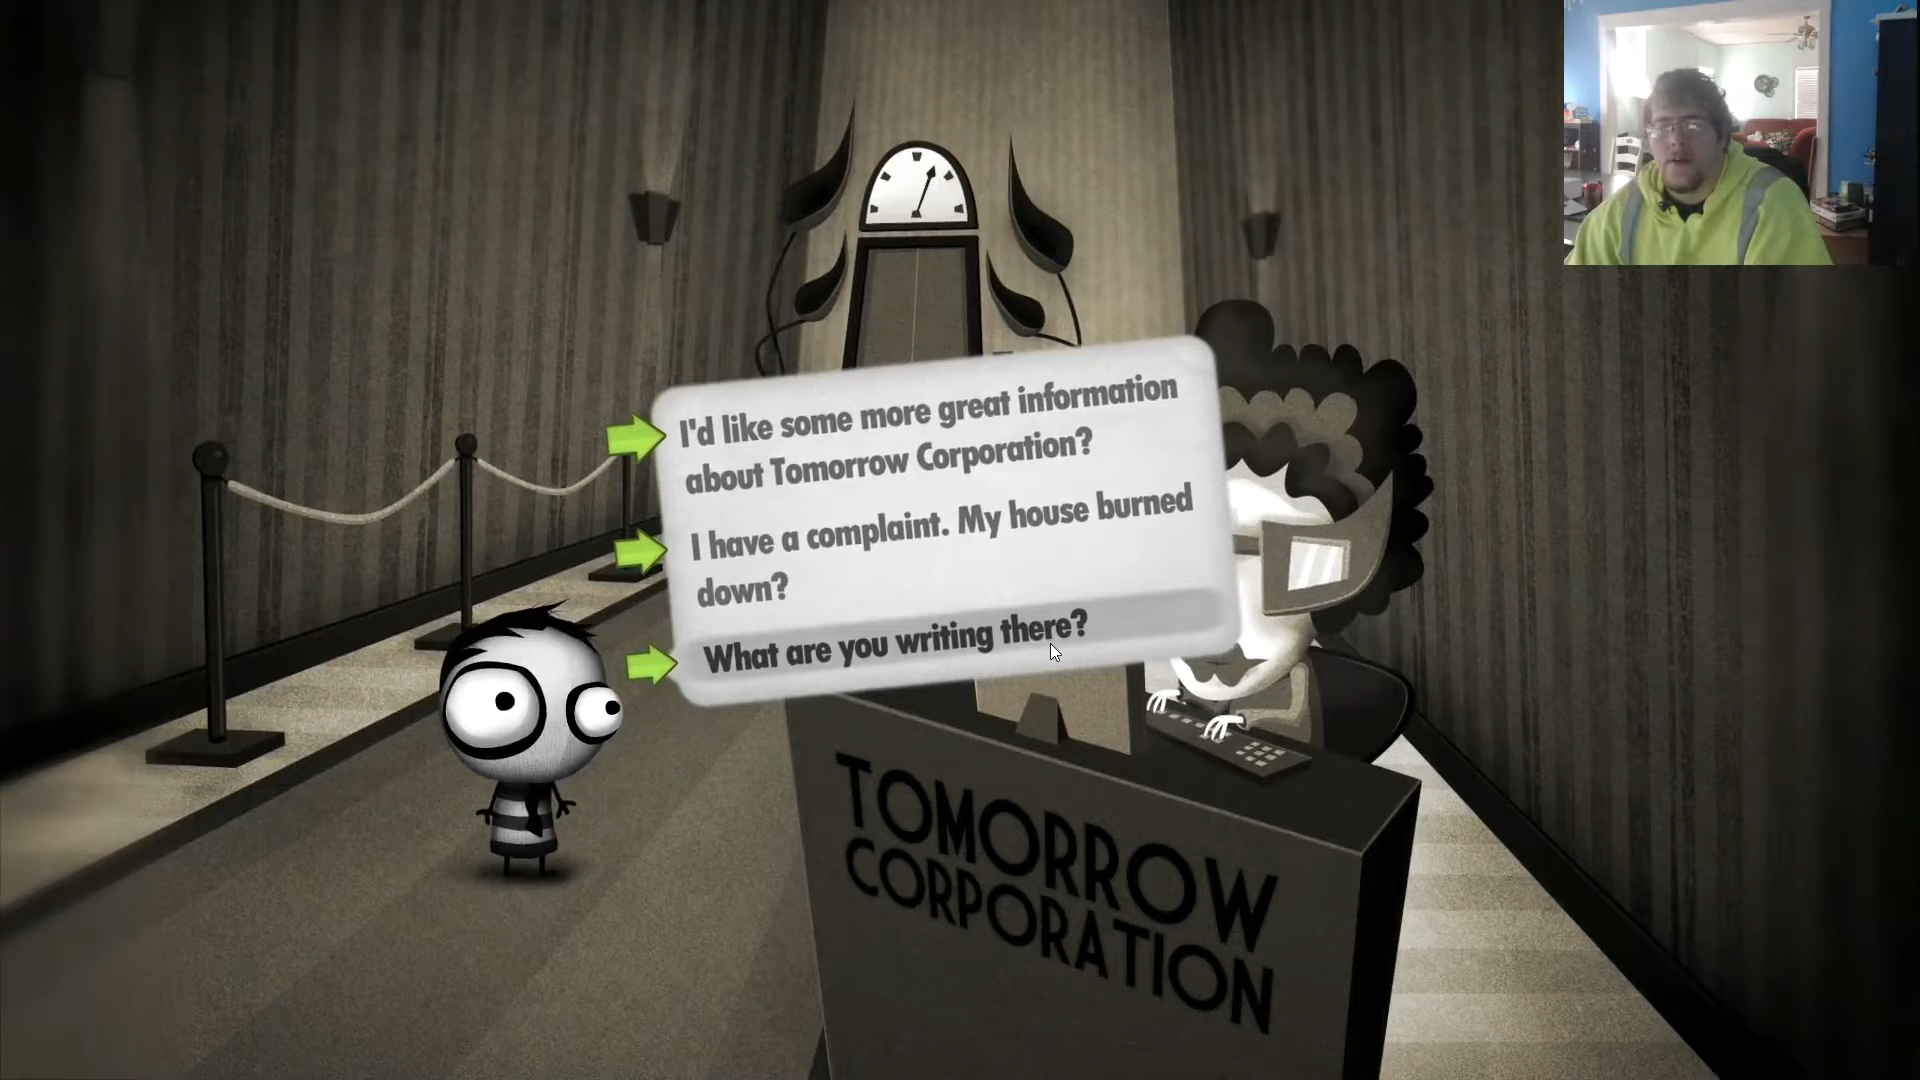 I'd like some more great information
about Tomorrow Corporation?
I have a complaint. My house burned
down?
What are you writing there?
TOMORROW
CORPORATION